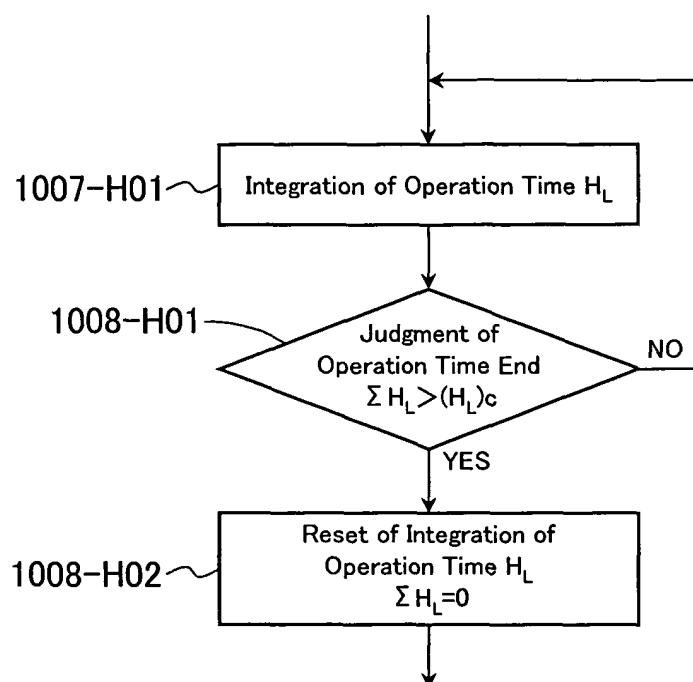 1007-H01
Integration of Operation Time H_L
1008-H01
Judgment of
Operation Time End
Σ H_L > (H_L)c
NO
YES
1008-H02
Reset of Integration of
Operation Time H_L
Σ H_L=0